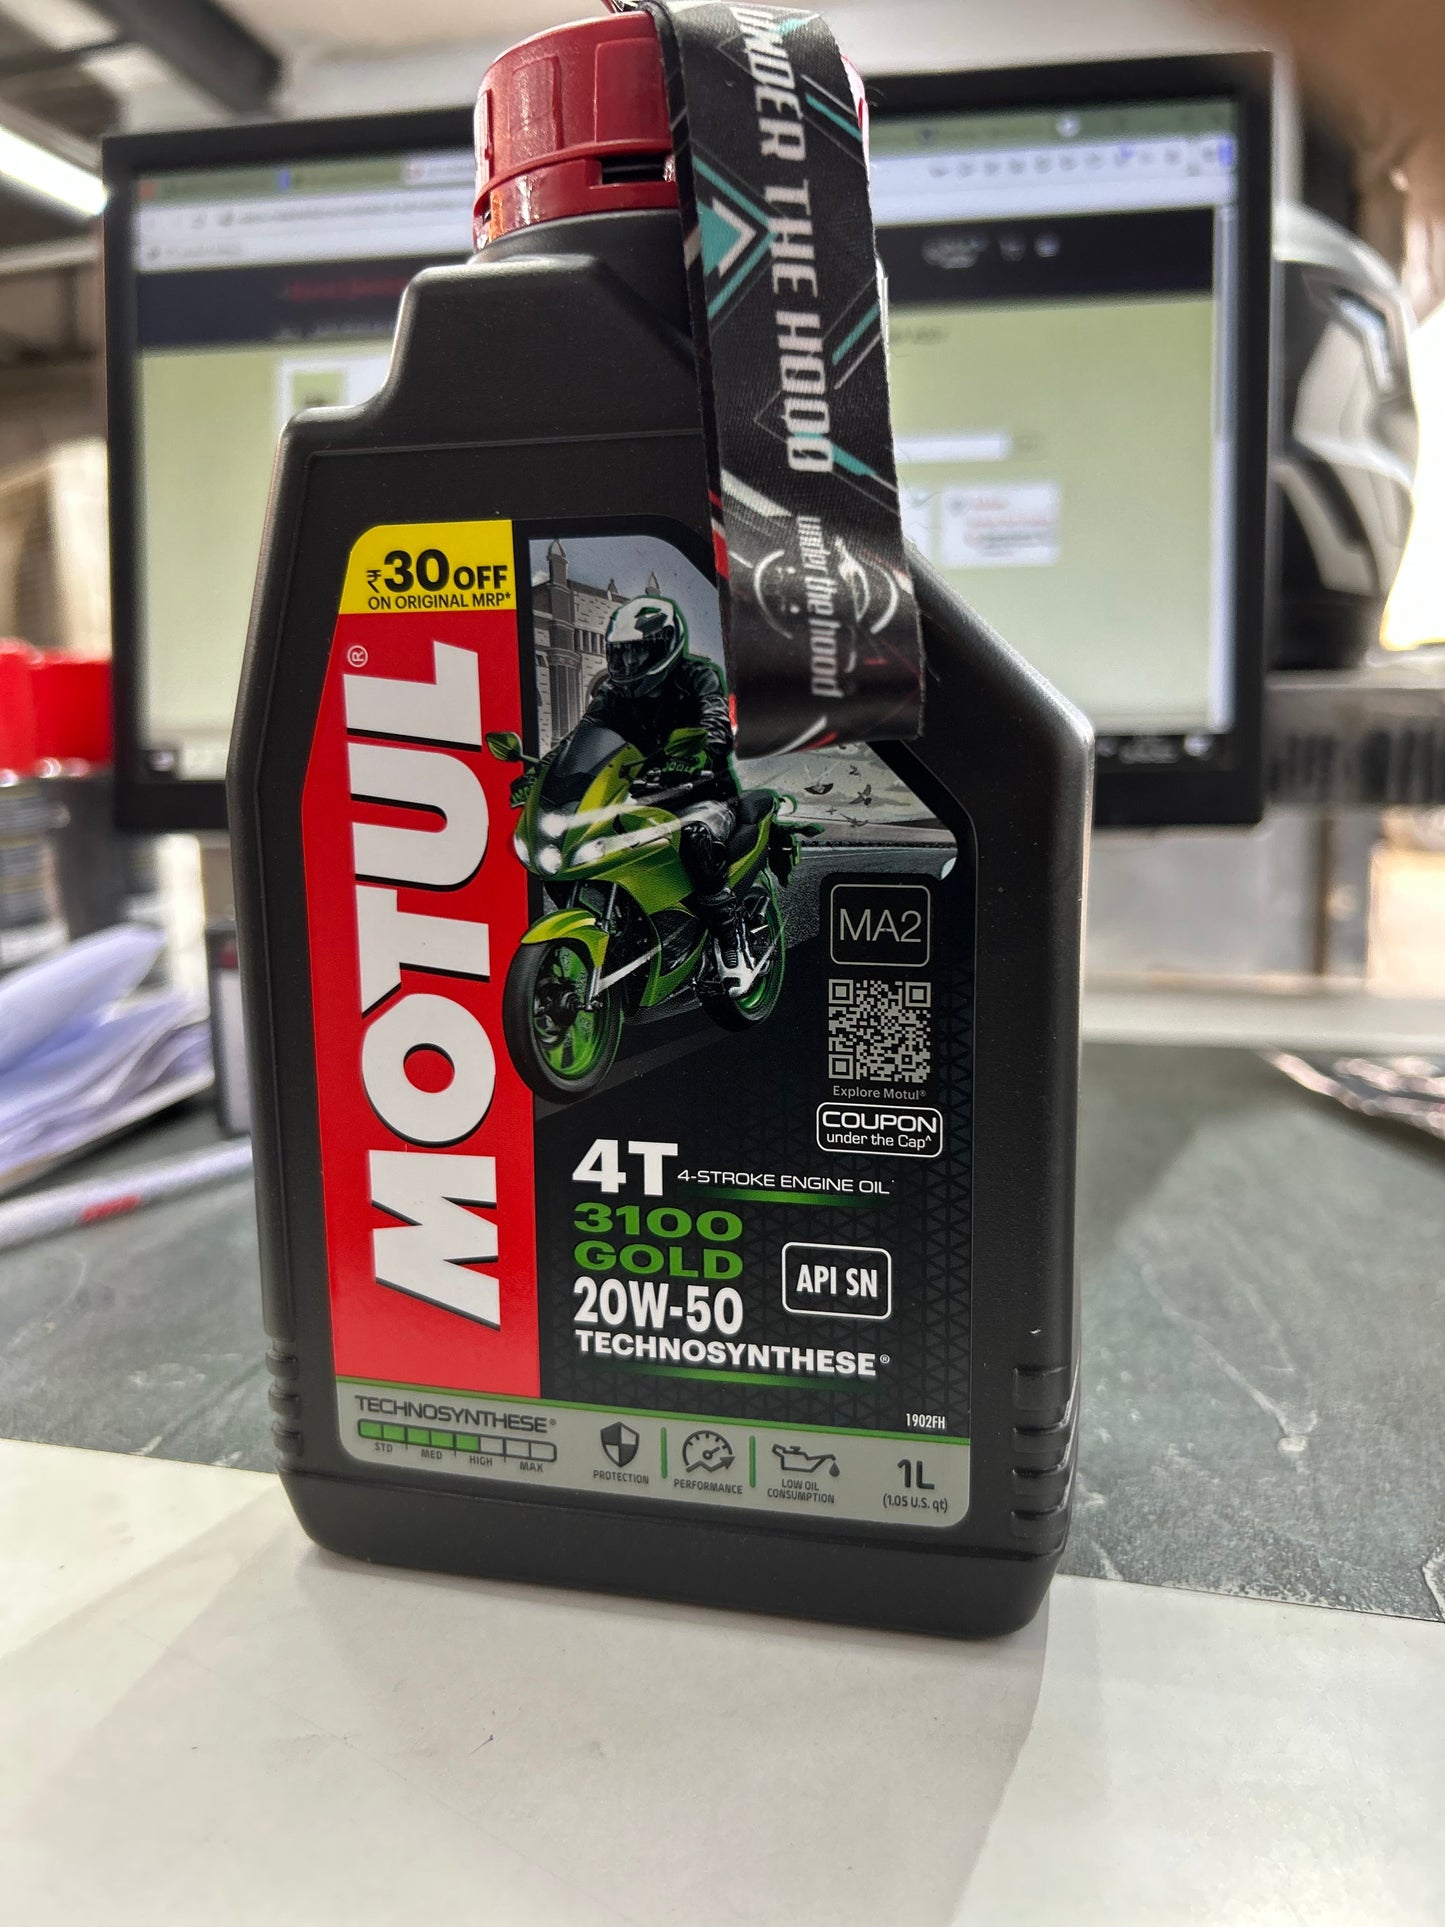 UNDER THE HOOD
under the hood
₹30 OFF
ON ORIGINAL MRP*
MOTUL®
MA2
Explore Motul®
COUPON
under the Cap^
4T 4-STROKE ENGINE OIL
3100
GOLD
20W-50
API SN
TECHNOSYNTHESE®
1902FH
TECHNOSYNTHESE®
STD MED HIGH MAX
PROTECTION
PERFORMANCE
LOW OIL
CONSUMPTION
1L
(1.05 U.S. qt)